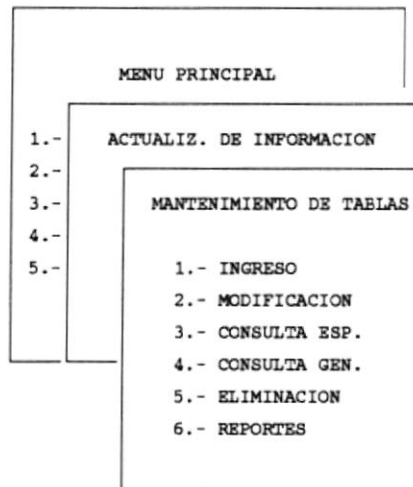 MENU PRINCIPAL
1.- ACTUALIZ. DE INFORMACION
2.-
3.- MANTENIMIENTO DE TABLAS
4.-
5.- 1.- INGRESO
2.- MODIFICACION
3.- CONSULTA ESP.
4.- CONSULTA GEN.
5.- ELIMINACION
6.- REPORTES